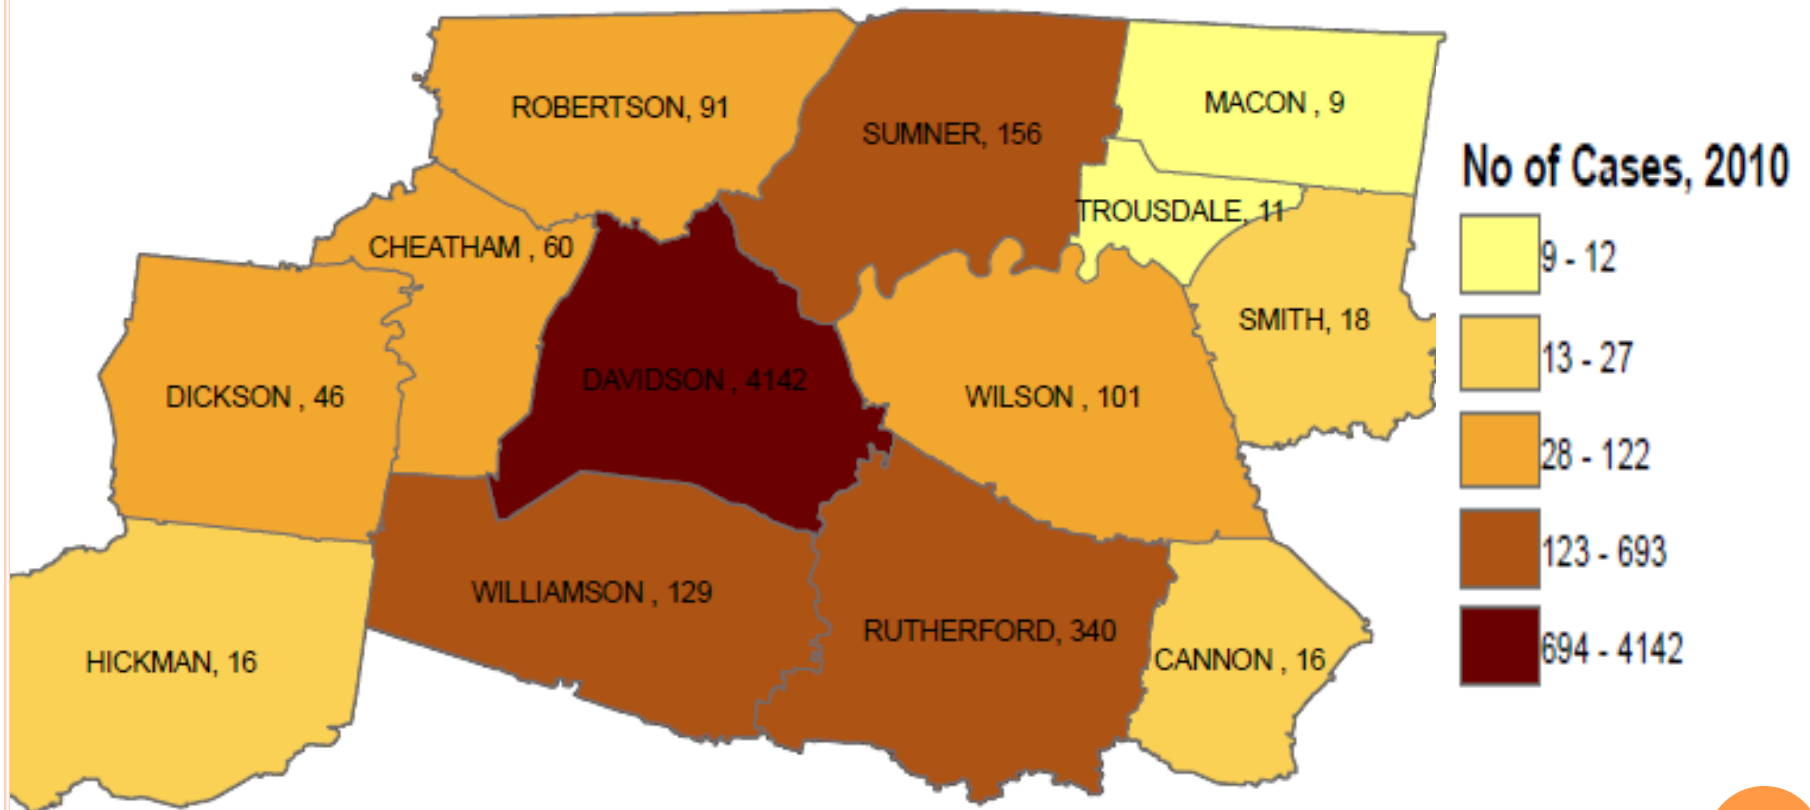 ROBERTSON, 91
SUMNER, 156
MACON , 9
TROUSDALE, 11
CHEATHAM , 60
SMITH, 18
DICKSON , 46
DAVIDSON , 4142
WILSON , 101
WILLIAMSON , 129
RUTHERFORD, 340
HICKMAN, 16
CANNON , 16
No of Cases, 2010
9 - 12
13 - 27
28 - 122
123 - 693
694 - 4142